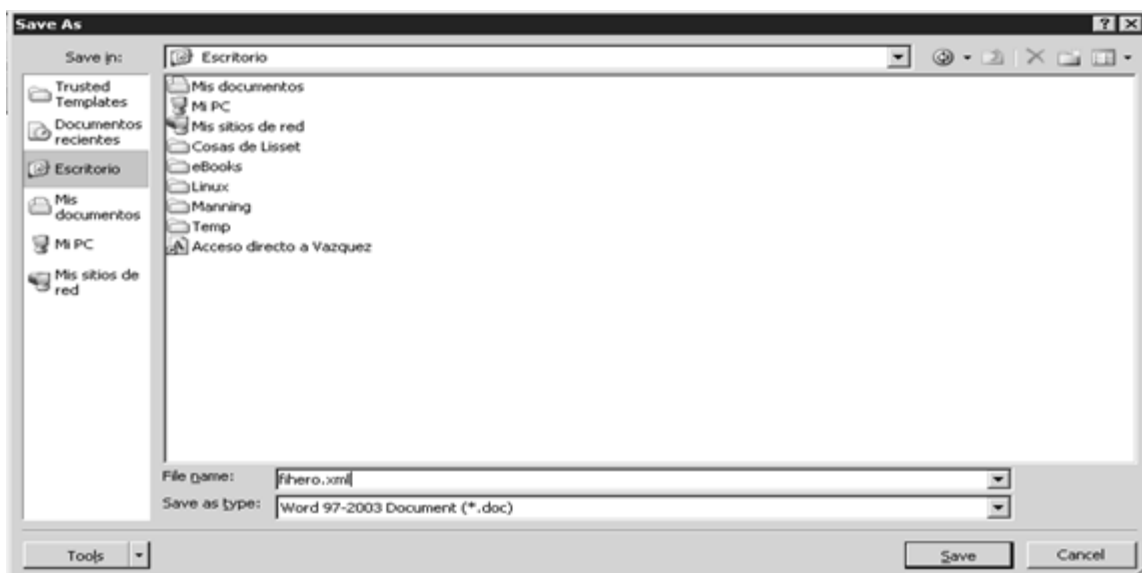 Save As
Save in:
Escritorio
Trusted
Templates
Documentos
recientes
Escritorio
Mis
documentos
Mi PC
Mis sitios de
red
Mis documentos
Mi PC
Mis sitios de red
Cosas de Lisset
eBooks
Linux
Manning
Temp
Acceso directo a Vazquez
File name:
fihero.xml
Save as type:
Word 97-2003 Document (*.doc)
Tools
Save
Cancel